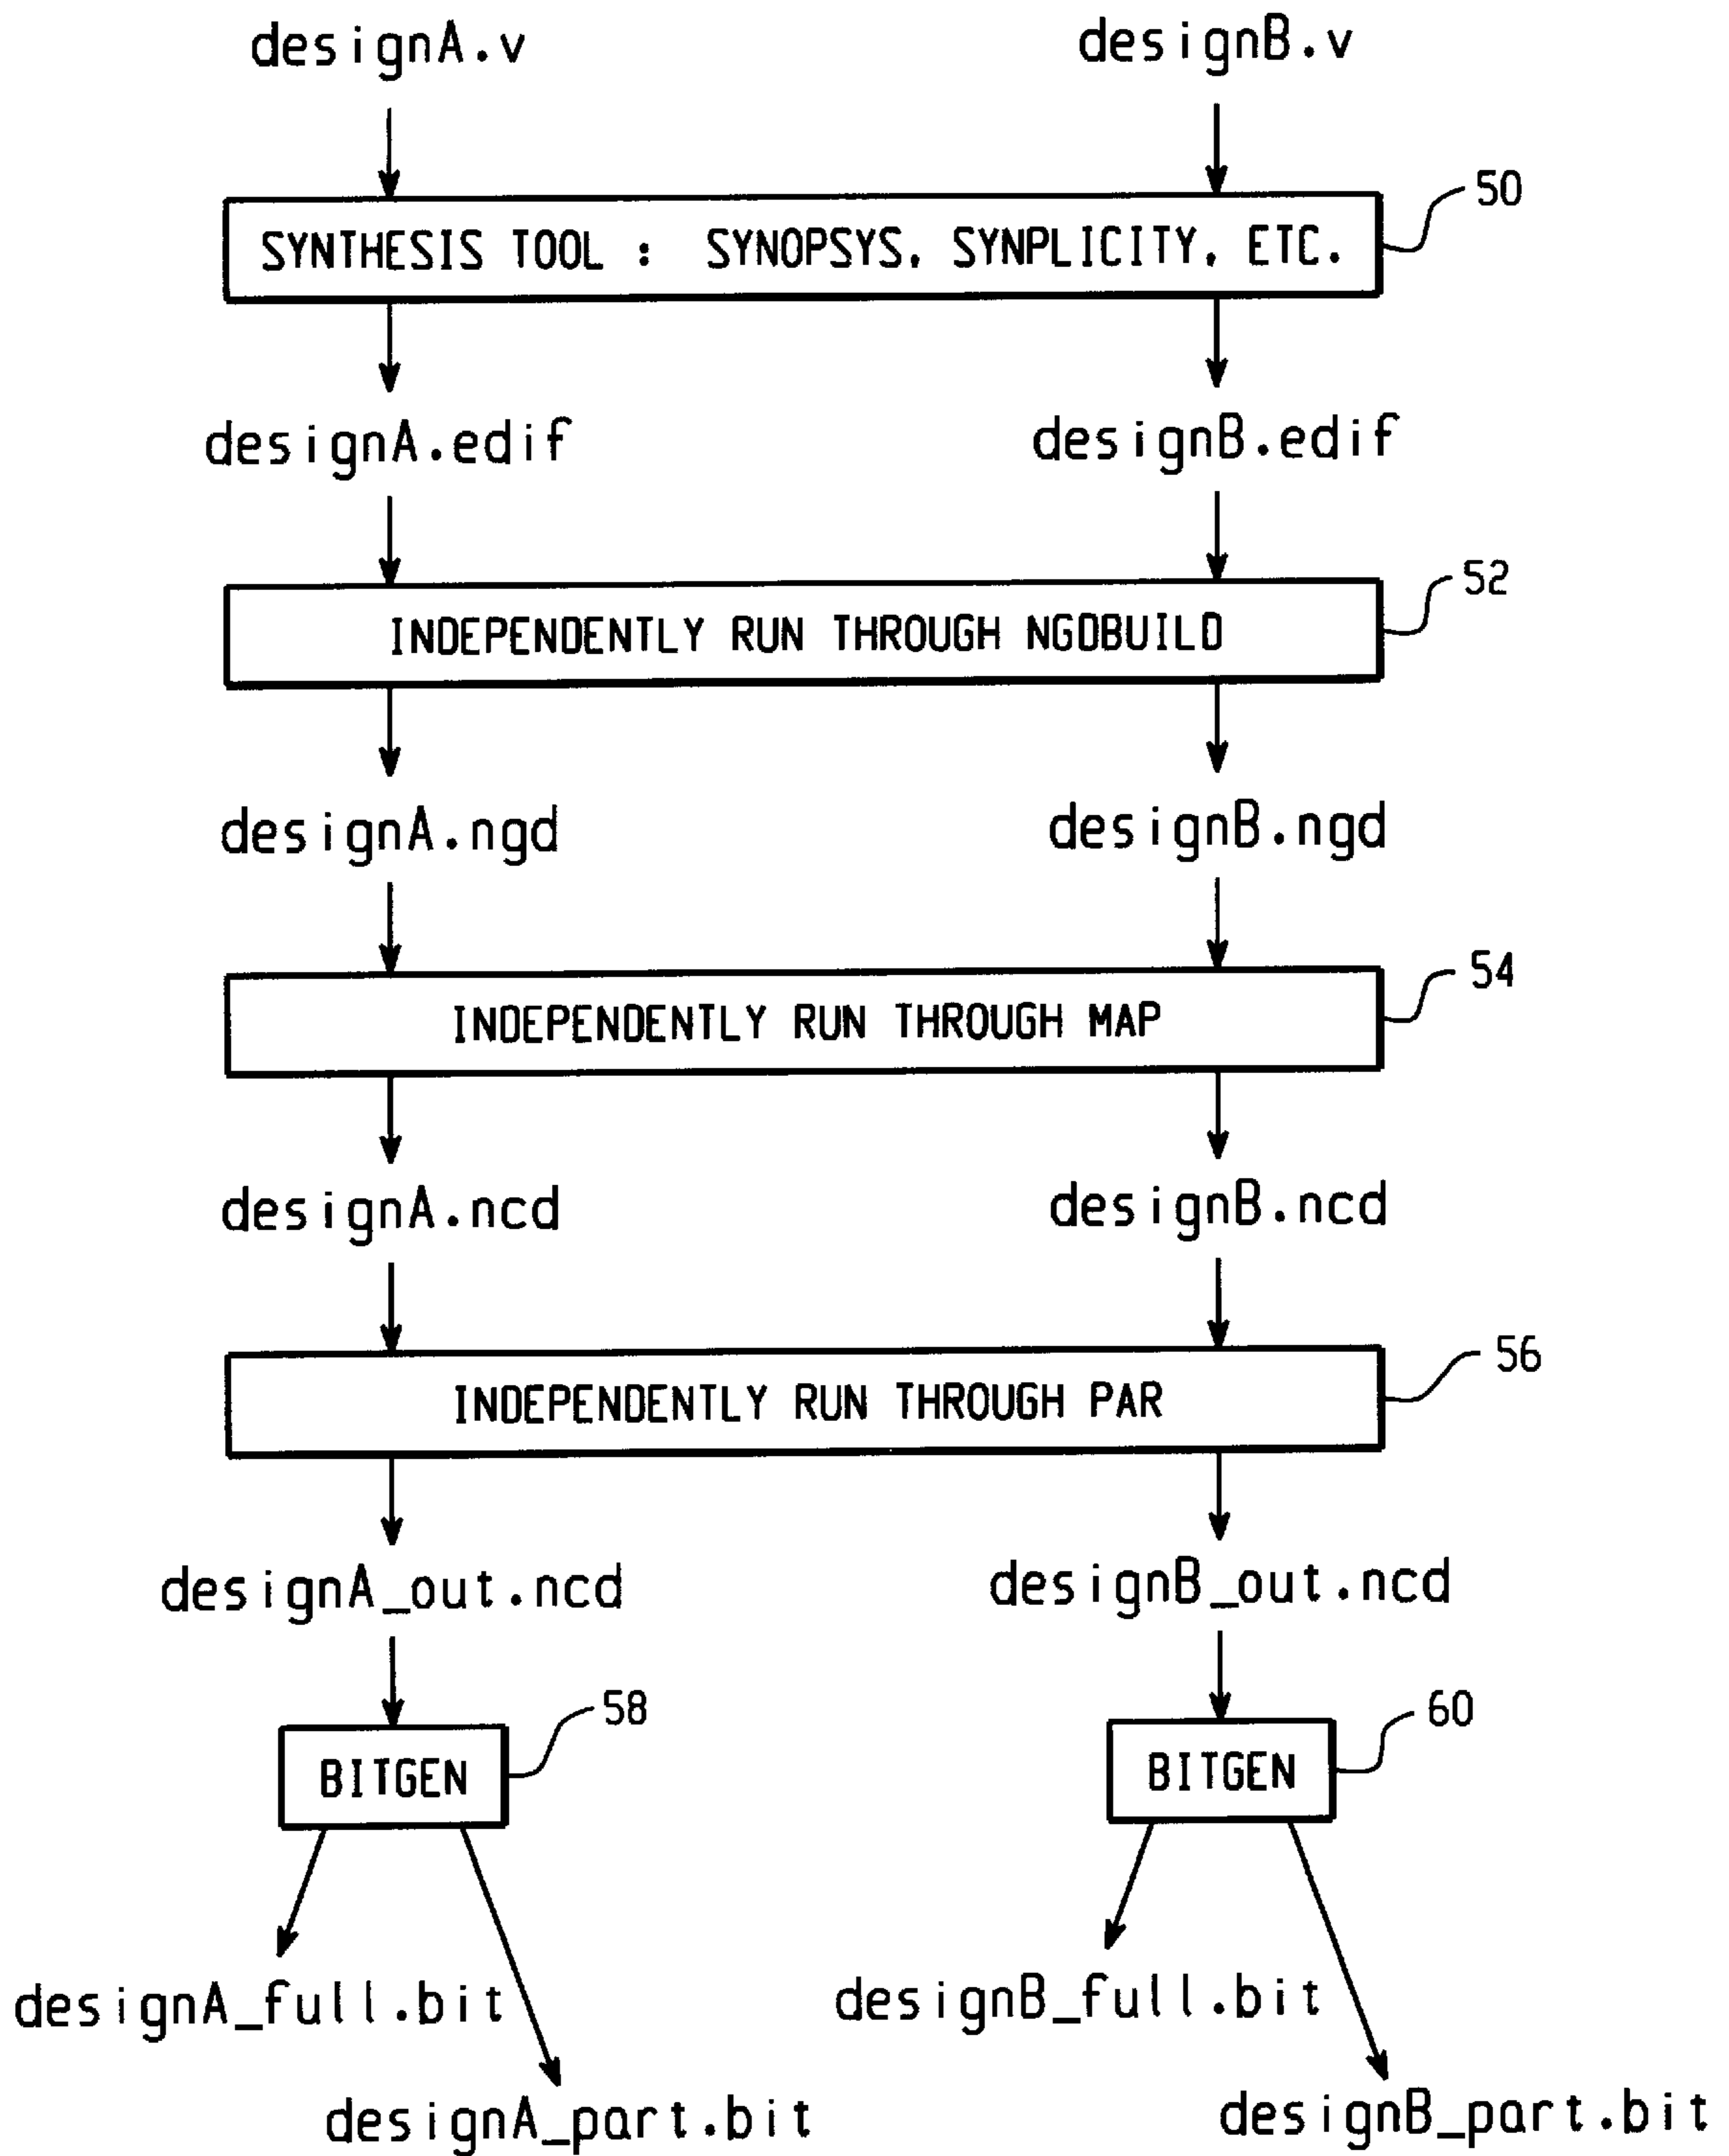 designA.v designB.v
50
SYNTHESIS TOOL : SYNOPSYS, SYNPLICITY, ETC.
designA.edif designB.edif
52
INDEPENDENTLY RUN THROUGH NGDBUILD
designA.ngd designB.ngd
54
INDEPENDENTLY RUN THROUGH MAP
designA.ncd designB.ncd
56
INDEPENDENTLY RUN THROUGH PAR
designA_out.ncd designB_out.ncd
58 60
BITGEN BITGEN
designA_full.bit designB_full.bit
designA_part.bit designB_part.bit